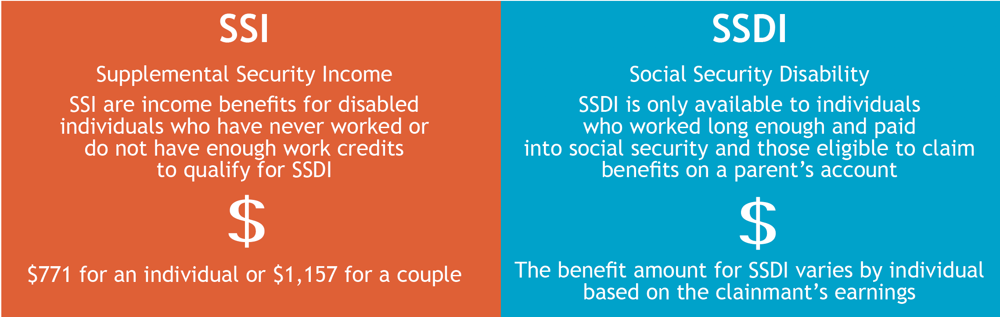 SSI
Supplemental Security Income
SSI are income benefits for disabled
individuals who have never worked or
do not have enough work credits
to qualify for SSDI
$
$771 for an individual or $1,157 for a couple
SSDI
Social Security Disability
SSDI is only available to individuals
who worked long enough and paid
into social security and those eligible to claim
benefits on a parent’s account
$
The benefit amount for SSDI varies by individual
based on the clainmant’s earnings